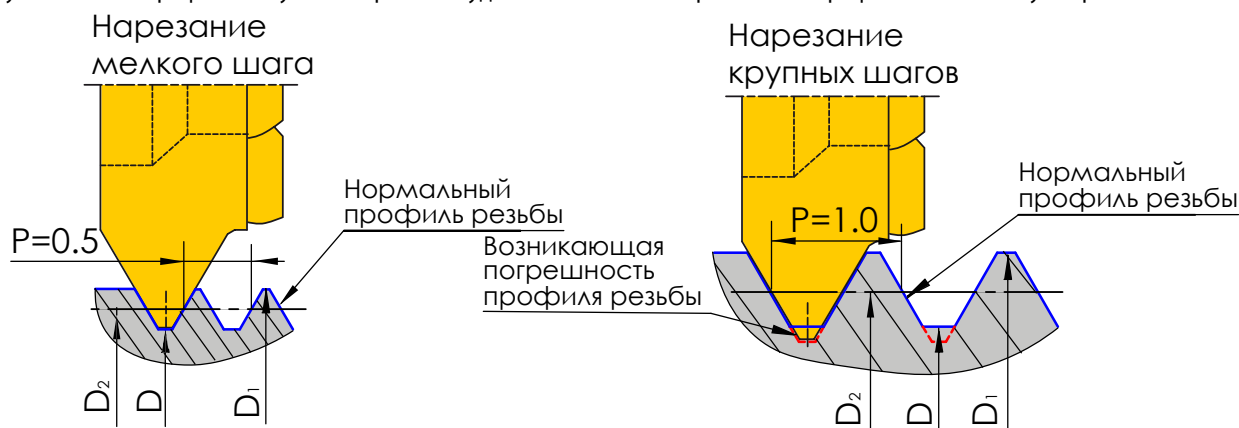 Нарезание
мелкого шага
Нарезание
крупных шагов
Нормальный
профиль резьбы
P=0.5
P=1.0
Нормальный
профиль резьбы
Возникающая
погрешность
профиля резьбы
D₂
D
D₁
D₂
D
D₁